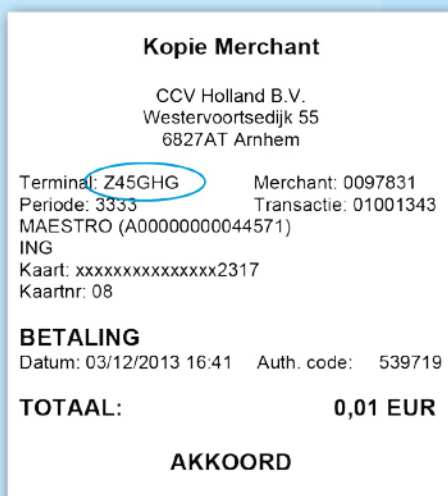 Kopie Merchant
CCV Holland B.V.
Westervoortsedijk 55
6827AT Arnhem
Terminal: Z45GHG Merchant: 0097831
Periode: 3333 Transactie: 01001343
MAESTRO (A00000000044571)
ING
Kaart: xxxxxxxxxxxxxxx2317
Kaartnr: 08
BETALING
Datum: 03/12/2013 16:41 Auth. code: 539719
TOTAAL: 0,01 EUR
AKKOORD